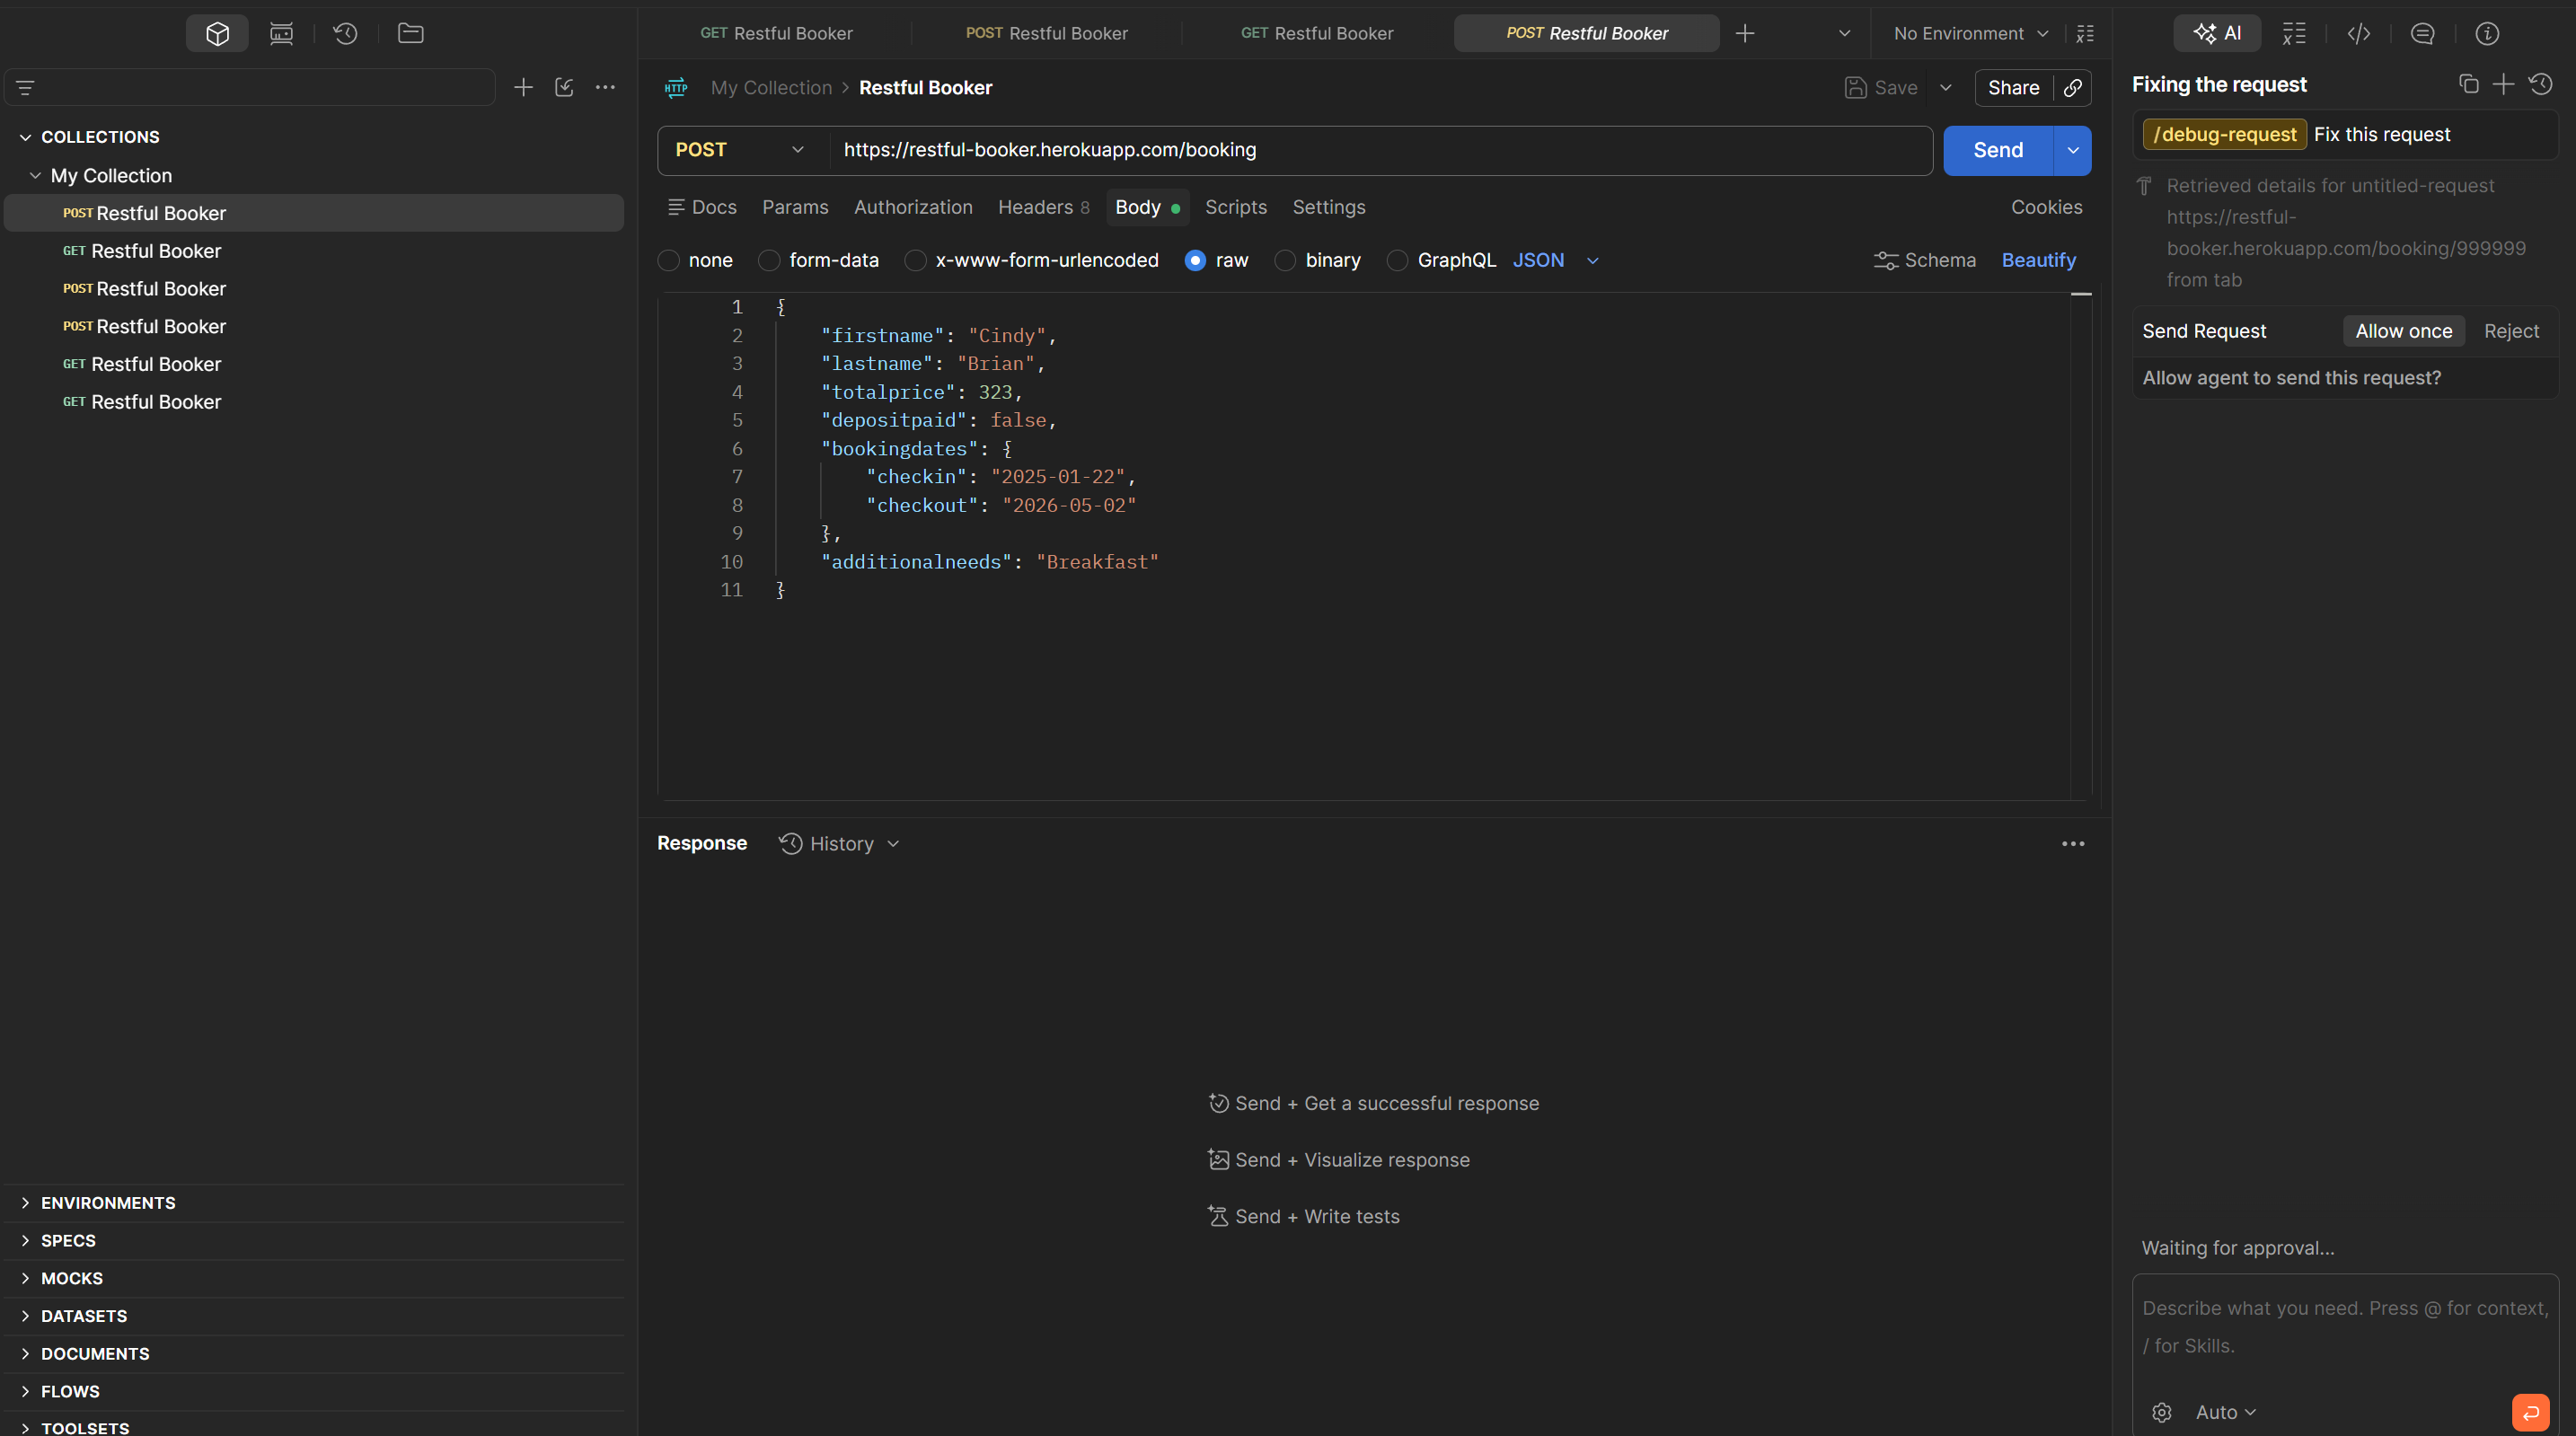 GET Restful Booker
POST Restful Booker
GET Restful Booker
POST Restful Booker
No Environment
AI
COLLECTIONS
My Collection
POST Restful Booker
GET Restful Booker
POST Restful Booker
POST Restful Booker
GET Restful Booker
GET Restful Booker
ENVIRONMENTS
SPECS
MOCKS
DATASETS
DOCUMENTS
FLOWS
TOOLSETS
HTTP My Collection > Restful Booker
Save
Share
POST
https://restful-booker.herokuapp.com/booking
Send
Docs Params Authorization Headers 8 Body Scripts Settings
Cookies
none form-data x-www-form-urlencoded raw binary GraphQL JSON
Schema Beautify
1 {
2 "firstname": "Cindy",
3 "lastname": "Brian",
4 "totalprice": 323,
5 "depositpaid": false,
6 "bookingdates": {
7 "checkin": "2025-01-22",
8 "checkout": "2026-05-02"
9 },
10 "additionalneeds": "Breakfast"
11 }
Response History
Send + Get a successful response
Send + Visualize response
Send + Write tests
Fixing the request
/debug-request Fix this request
Retrieved details for untitled-request
https://restful-
booker.herokuapp.com/booking/999999
from tab
Send Request Allow once Reject
Allow agent to send this request?
Waiting for approval...
Describe what you need. Press @ for context,
/ for Skills.
Auto